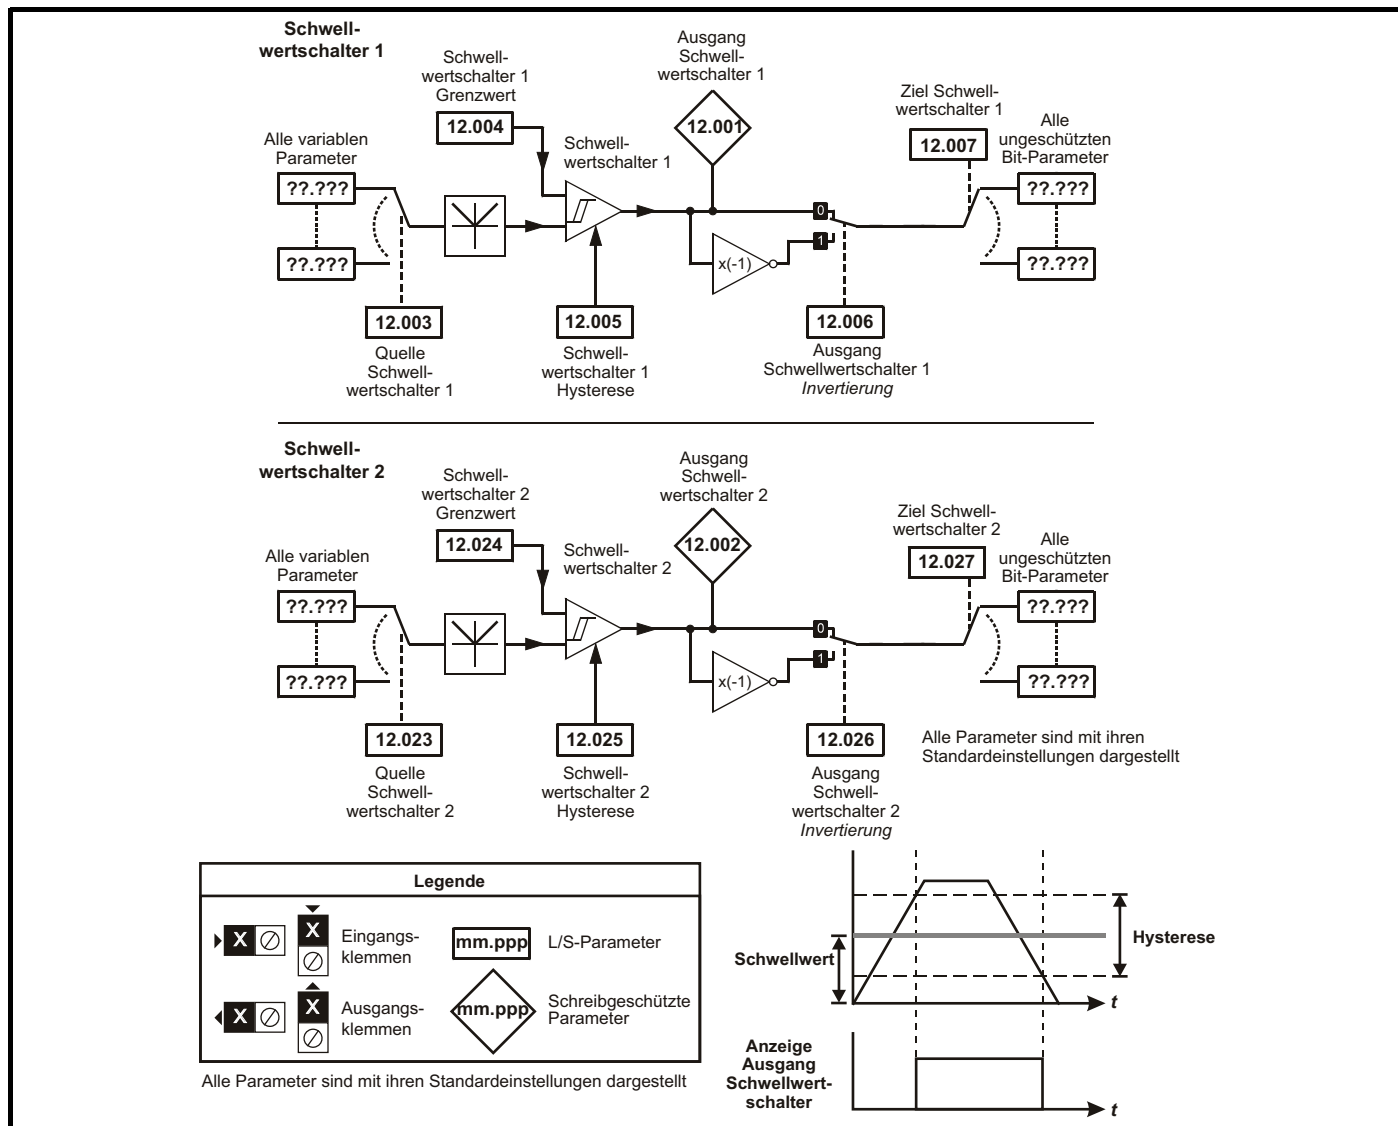 Schwell-
wertschalter 1
Schwell-
wertschalter 1
Grenzwert
12.004
Ausgang
Schwell-
wertschalter 1
12.001
Ziel Schwell-
wertschalter 1
12.007
Alle
ungeschützten
Bit-Parameter
??.???
??.???
Alle variablen
Parameter
??.???
??.???
Schwell-
wertschalter 1
0
1
x(-1)
12.003
Quelle
Schwell-
wertschalter 1
12.005
Schwell-
wertschalter 1
Hysterese
12.006
Ausgang
Schwellwertschalter 1
Invertierung
Schwell-
wertschalter 2
Schwell-
wertschalter 2
Grenzwert
12.024
Ausgang
Schwell-
wertschalter 2
12.002
Ziel Schwell-
wertschalter 2
12.027
Alle
ungeschützten
Bit-Parameter
??.???
??.???
Alle variablen
Parameter
??.???
??.???
Schwell-
wertschalter 2
0
1
x(-1)
12.023
Quelle
Schwell-
wertschalter 2
12.025
Schwell-
wertschalter 2
Hysterese
12.026
Ausgang
Schwell-
wertschalter 2
Invertierung
Alle Parameter sind mit ihren
Standardeinstellungen dargestellt
Legende
X
X
Eingangs-
klemmen
mm.ppp
L/S-Parameter
X
X
Ausgangs-
klemmen
mm.ppp
Schreibgeschützte
Parameter
Alle Parameter sind mit ihren Standardeinstellungen dargestellt
Schwellwert
Hysterese
t
Anzeige
Ausgang
Schwellwert-
schalter
t